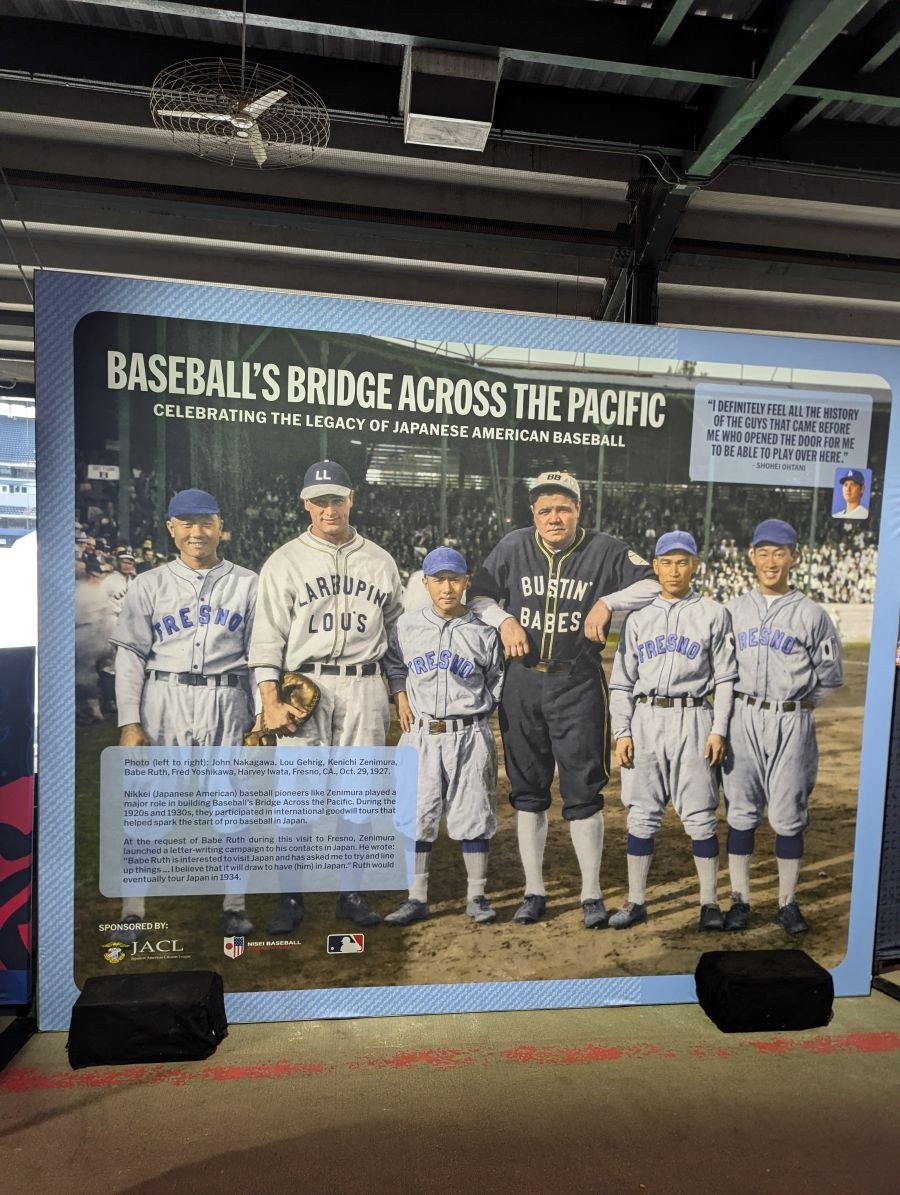 BASEBALL'S BRIDGE ACROSS THE PACIFIC
CELEBRATING THE LEGACY OF JAPANESE AMERICAN BASEBALL
"I DEFINITELY FEEL ALL THE HISTORY
OF THE GUYS THAT CAME BEFORE
ME WHO OPENED THE DOOR FOR ME
TO BE ABLE TO PLAY OVER HERE."
- SHOHEI OHTANI
LL
BB
FRESNO
LARRUPIN'
LOU'S
FRESNO
BUSTIN'
BABES
FRESNO
RESNO
Photo (left to right): John Nakagawa, Lou Gehrig, Kenichi Zenimura,
Babe Ruth, Fred Yoshikawa, Harvey Iwata, Fresno, CA., Oct. 29, 1927.
Nikkei (Japanese American) baseball pioneers like Zenimura played a
major role in building Baseball's Bridge Across the Pacific. During the
1920s and 1930s, they participated in international goodwill tours that
helped spark the start of pro baseball in Japan.
At the request of Babe Ruth during this visit to Fresno, Zenimura
launched a letter-writing campaign to his contacts in Japan. He wrote:
"Babe Ruth is interested to visit Japan and has asked me to try and line
up things ... I believe that it will draw to have (him) in Japan." Ruth would
eventually tour Japan in 1934.
SPONSORED BY:
JACL
Japanese American Citizens League
NISEI BASEBALL